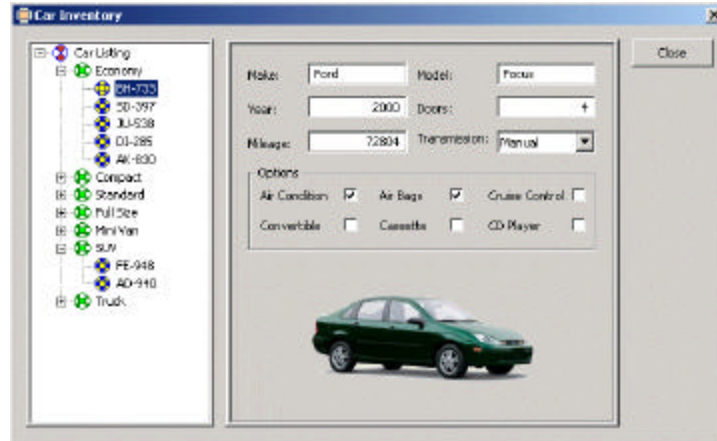 Car Inventory
Close
Car Listing
Economy
BH-733
SD-397
JU-538
DI-285
AK-830
Compact
Standard
Full Size
Mini Van
SUV
FE-948
AD-940
Truck
Make: Ford Model: Focus
Year: 2000 Doors: 4
Mileage: 72804 Transmission: Manual
Options
Air Condition Air Bags Cruise Control
Convertible Cassette CD Player